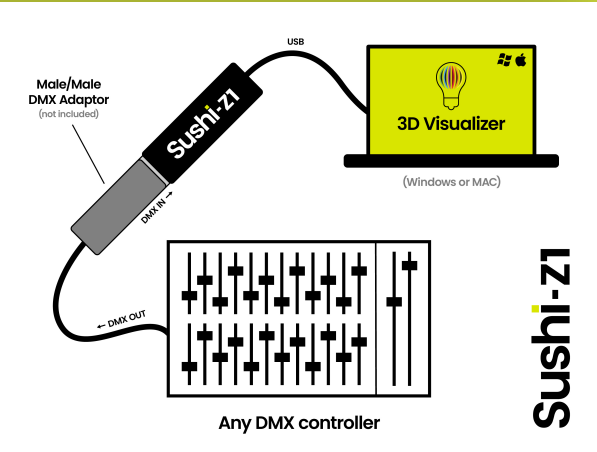 USB
Male/Male
DMX Adaptor
(not included)
Sushi-z1
3D Visualizer
(Windows or MAC)
DMX IN →
← DMX OUT
Any DMX controller
Sushi-z1